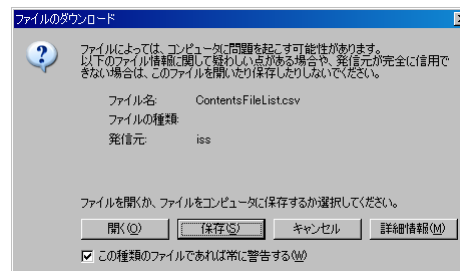 ファイルのダウンロード
ファイルによっては、コンピュータに問題を起こす可能性があります。
以下のファイル情報に関して疑わしい点がある場合や、発信元が完全に信用で
きない場合は、このファイルを開いたり保存したりしないでください。
ファイル名: ContentsFileList.csv
ファイルの種類:
発信元: iss
ファイルを開くか、ファイルをコンピュータに保存するか選択してください。
開く(O) 保存(S) キャンセル 詳細情報(M)
この種類のファイルであれば常に警告する(W)